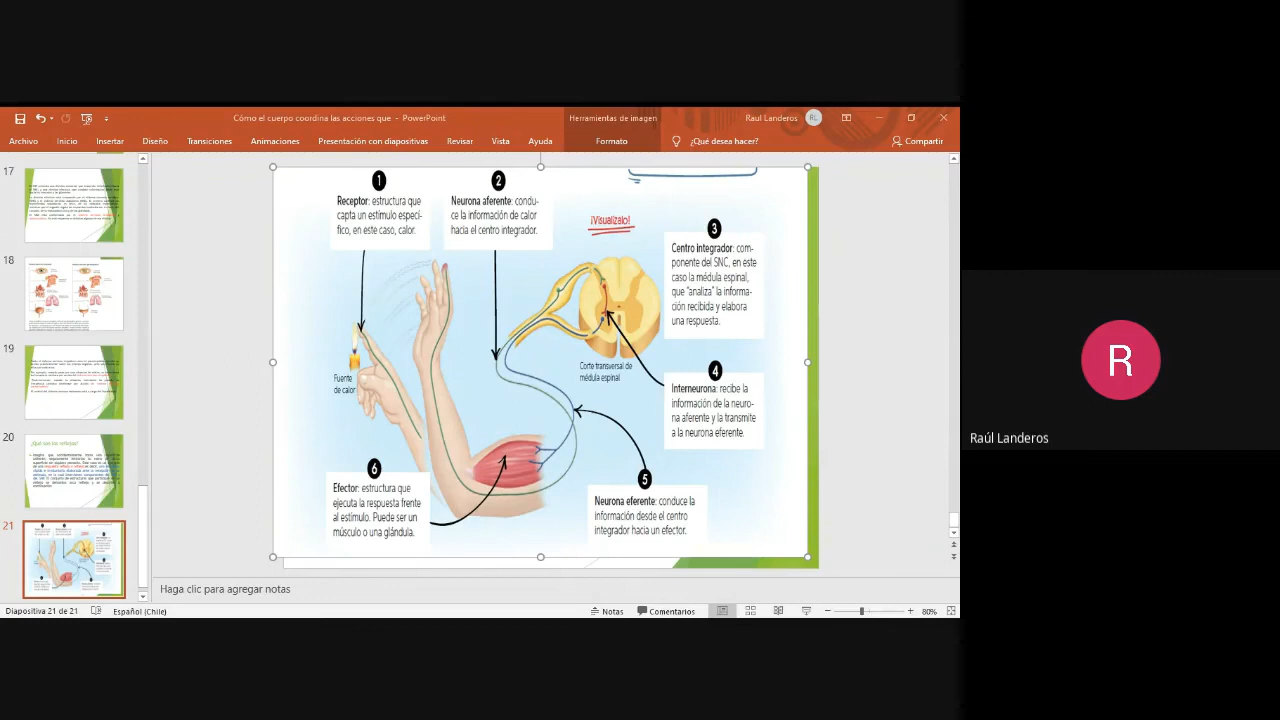 Cómo el cuerpo coordina las acciones que - PowerPoint
Herramientas de imagen
Raul Landeros
RL
Archivo
Inicio
Insertar
Diseño
Transiciones
Animaciones
Presentación con diapositivas
Revisar
Vista
Ayuda
Formato
¿Qué desea hacer?
Compartir
17
18
19
20
¿Qué son los reflejos?
21
1
Receptor: estructura que
capta un estímulo especí-
fico, en este caso, calor.
2
Neurona aferente: condu-
ce la información de calor
hacia el centro integrador.
¡Visualízalo!
3
Centro integrador: com-
ponente del SNC, en este
caso la médula espinal,
que "analiza" la informa-
ción recibida y elabora
una respuesta.
Fuente
de calor
Corte transversal de
médula espinal
4
Interneurona: recibe la
información de la neuro-
na aferente y la transmite
a la neurona eferente.
5
Neurona eferente: conduce la
información desde el centro
integrador hacia un efector.
6
Efector: estructura que
ejecuta la respuesta frente
al estímulo. Puede ser un
músculo o una glándula.
Haga clic para agregar notas
Diapositiva 21 de 21
Español (Chile)
Notas
Comentarios
80%
R
Raúl Landeros